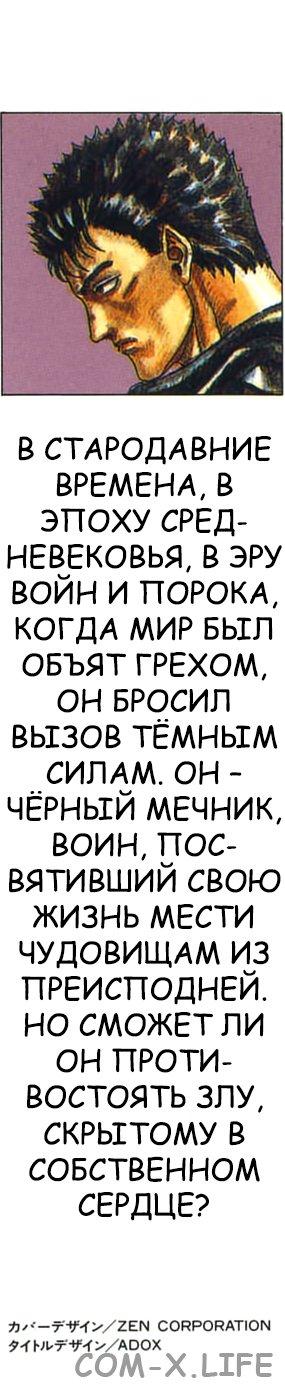 В СТАРОДАВНИЕ
ВРЕМЕНА, В
ЭПОХУ СРЕД-
НЕВЕКОВЬЯ, В ЭРУ
ВОЙН И ПОРОКА,
КОГДА МИР БЫЛ
ОБЪЯТ ГРЕХОМ,
ОН БРОСИЛ
ВЫЗОВ ТЁМНЫМ
СИЛАМ. ОН –
ЧЁРНЫЙ МЕЧНИК,
ВОИН, ПОС-
ВЯТИВШИЙ СВОЮ
ЖИЗНЬ МЕСТИ
ЧУДОВИЩАМ ИЗ
ПРЕИСПОДНЕЙ.
НО СМОЖЕТ ЛИ
ОН ПРОТИ-
ВОСТОЯТЬ ЗЛУ,
СКРЫТОМУ В
СОБСТВЕННОМ
СЕРДЦЕ?
カバーデザイン／ZEN CORPORATION
タイトルデザイン／ADOX
COM-X.LIFE